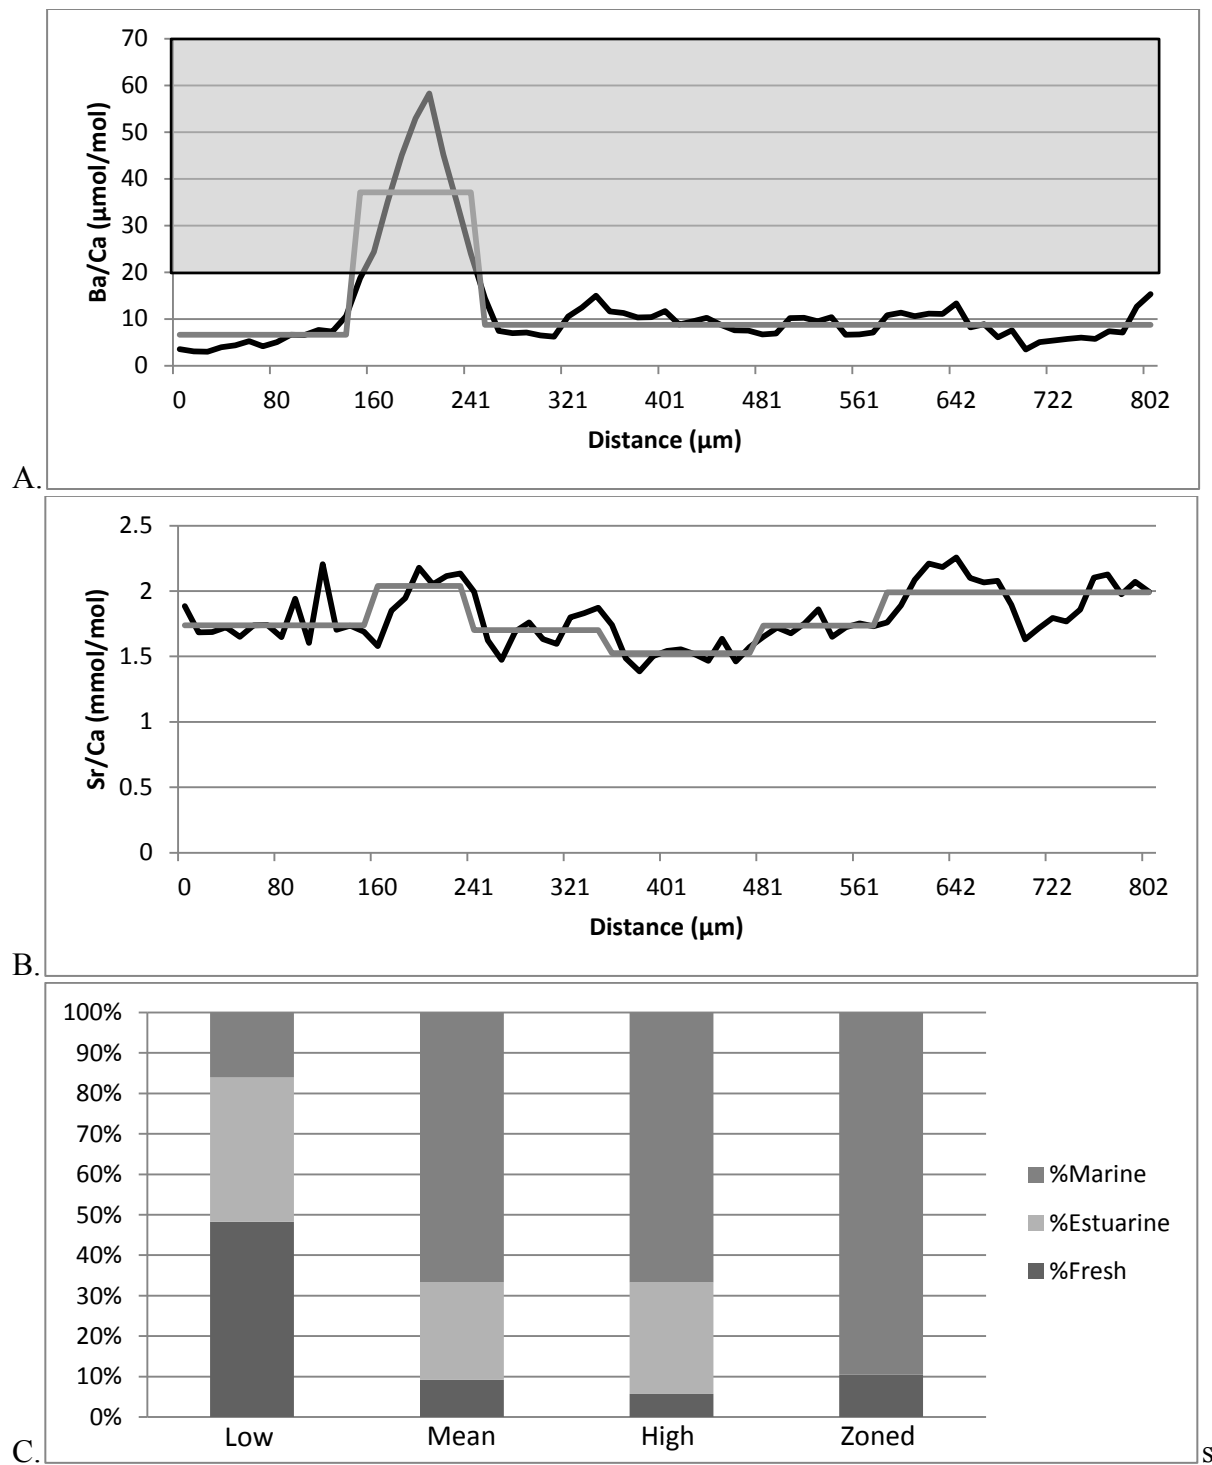 70
60
50
40
30
20
10
0
Ba/Ca (µmol/mol)
0 80 160 241 321 401 481 561 642 722 802
Distance (µm)
A.
2.5
2
1.5
1
0.5
0
Sr/Ca (mmol/mol)
0 80 160 241 321 401 481 561 642 722 802
Distance (µm)
B.
100%
90%
80%
70%
60%
50%
40%
30%
20%
10%
0%
Low Mean High Zoned
%Marine
%Estuarine
%Fresh
C.
s